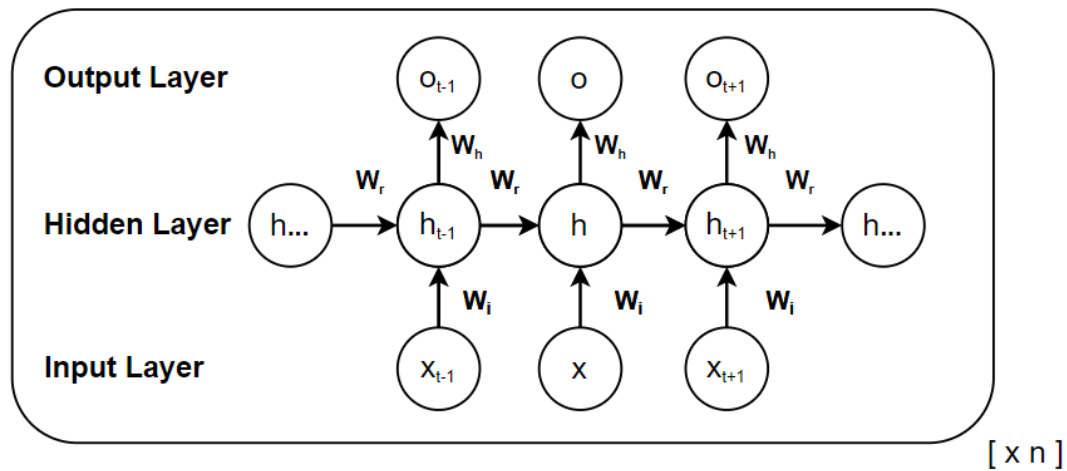 Output Layer o_{t-1} o o_{t+1}
W_h W_h W_h
W_r W_r W_r W_r
Hidden Layer h... h_{t-1} h h_{t+1} h...
W_i W_i W_i
Input Layer x_{t-1} x x_{t+1}
[ x n ]